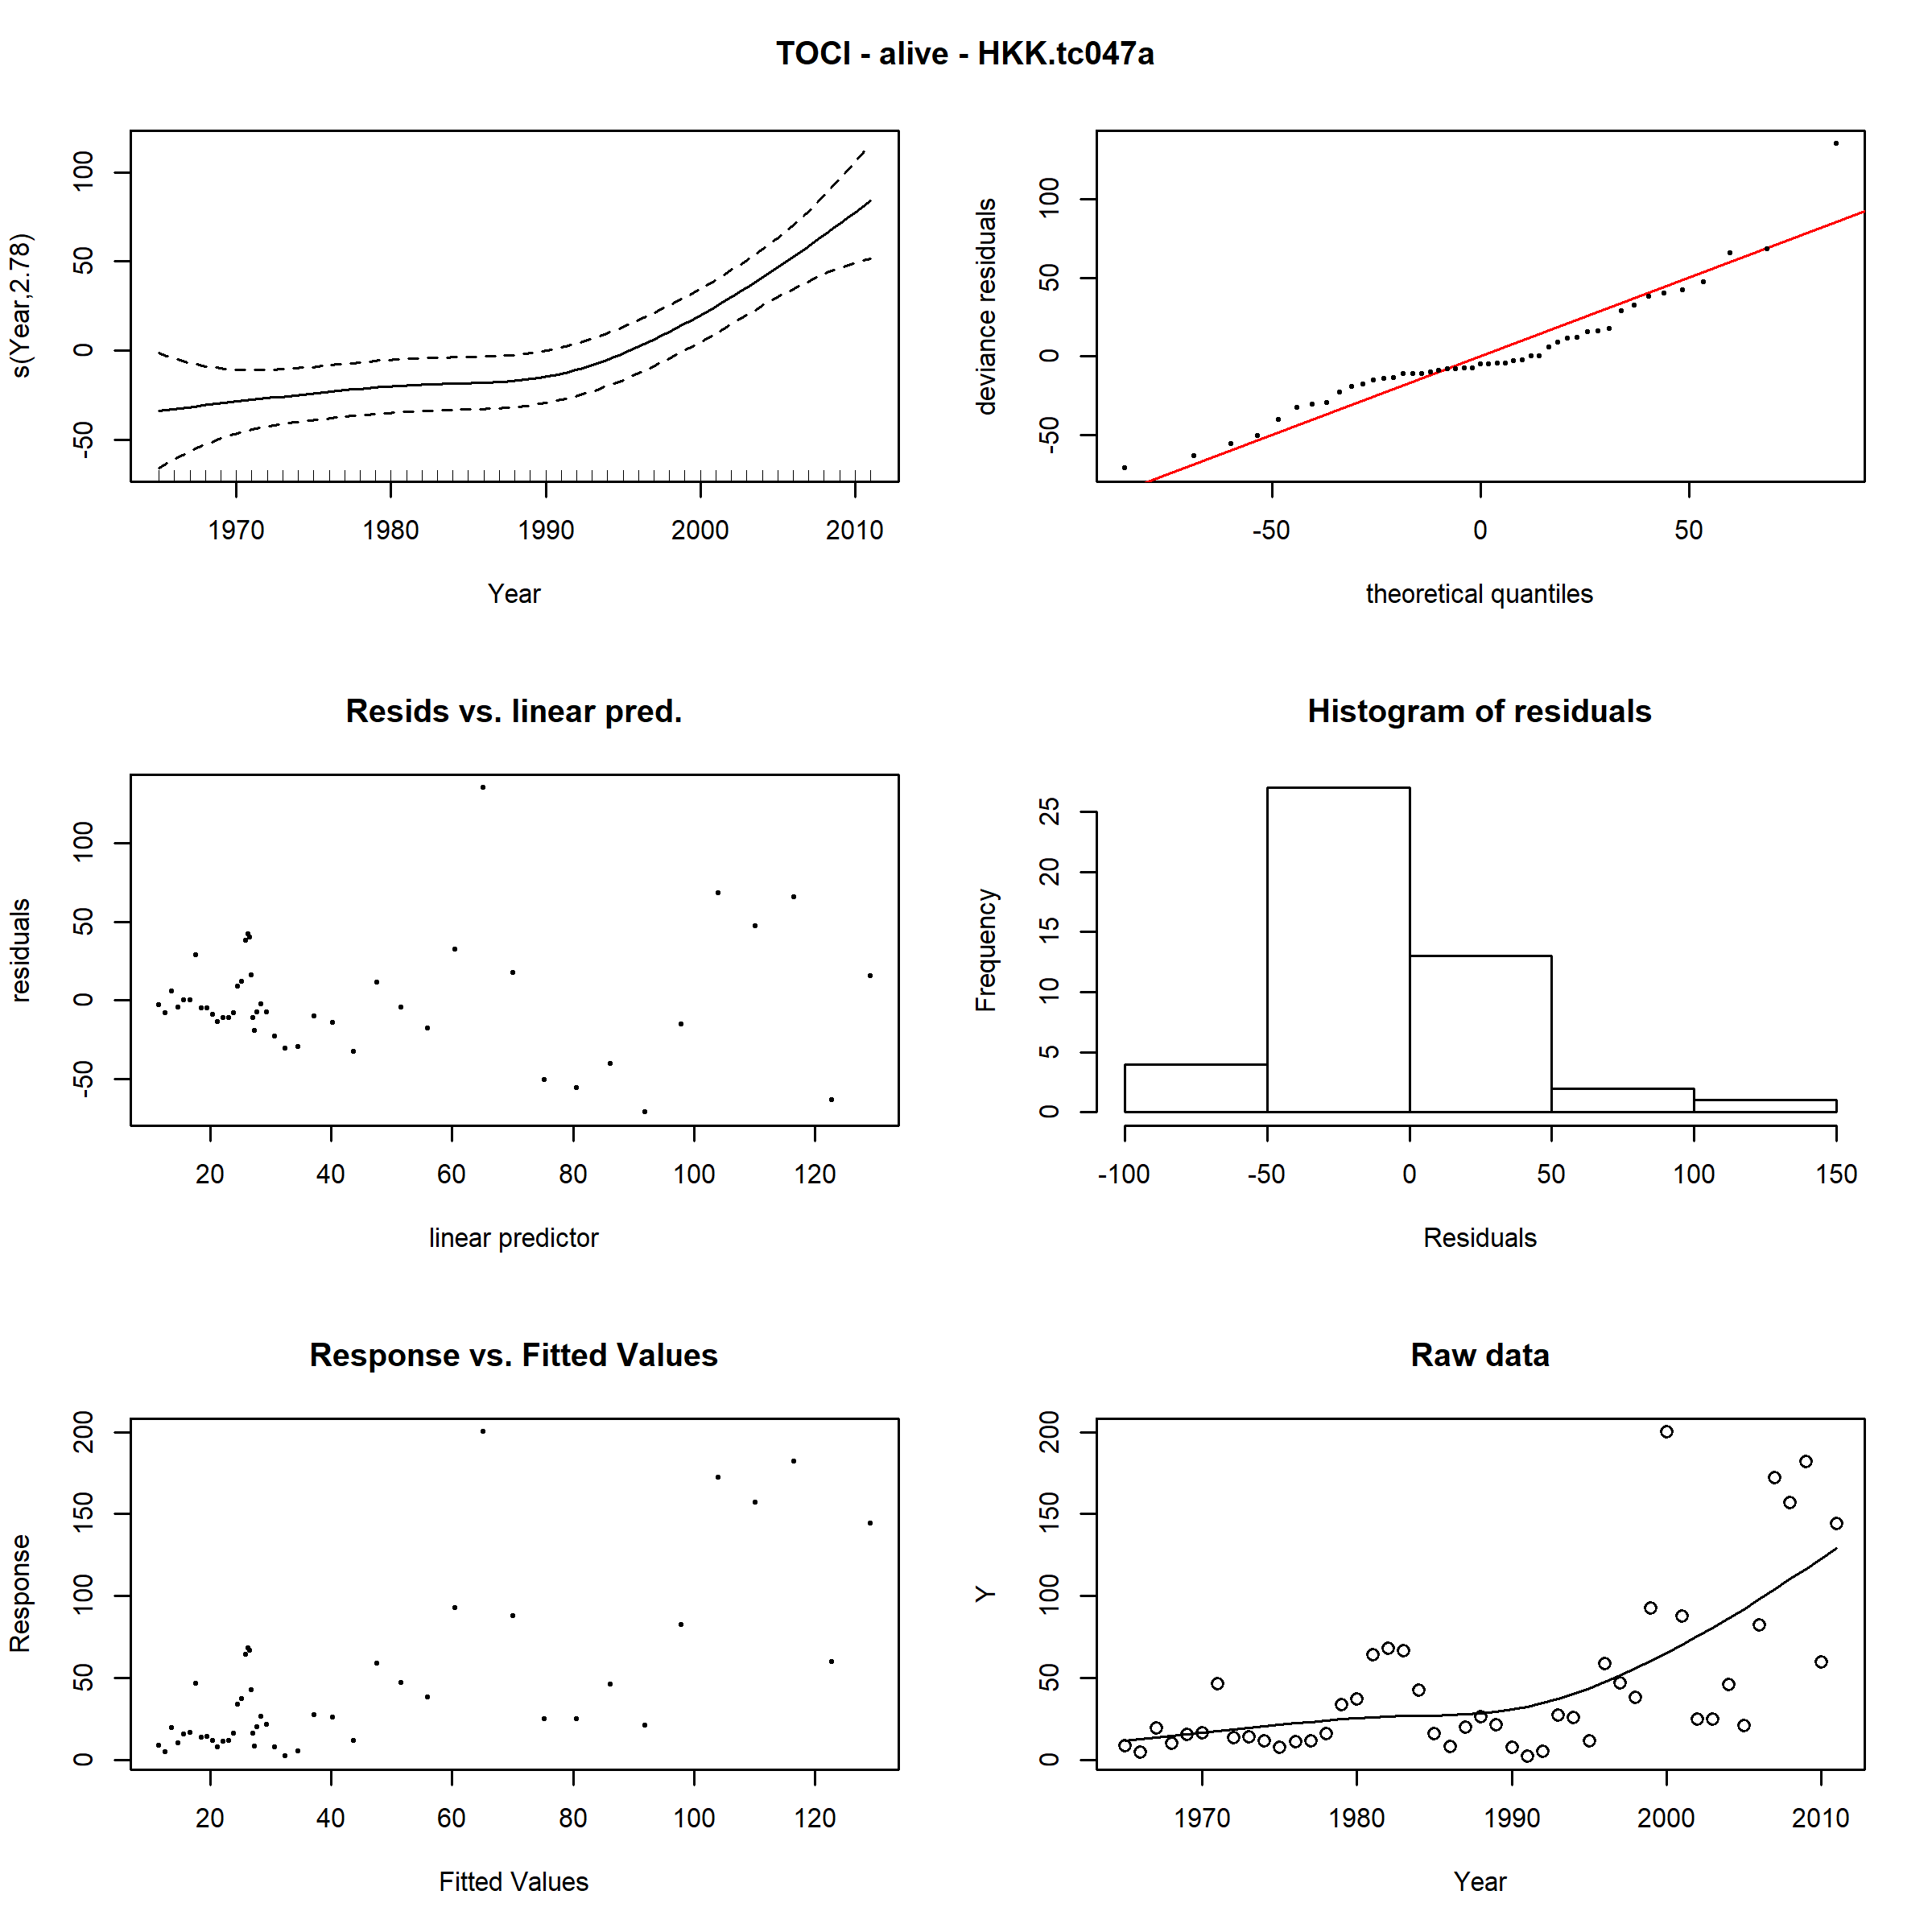 TOCI - alive - HKK.tc047a
s(Year,2.78)
-50 0 50 100
1970 1980 1990 2000 2010
Year
deviance residuals
-50 0 50 100
-50 0 50
theoretical quantiles
Resids vs. linear pred.
residuals
-50 0 50 100
20 40 60 80 100 120
linear predictor
Histogram of residuals
Frequency
0 5 10 15 20 25
-100 -50 0 50 100 150
Residuals
Response vs. Fitted Values
Response
0 50 100 150 200
20 40 60 80 100 120
Fitted Values
Raw data
Y
0 50 100 150 200
1970 1980 1990 2000 2010
Year